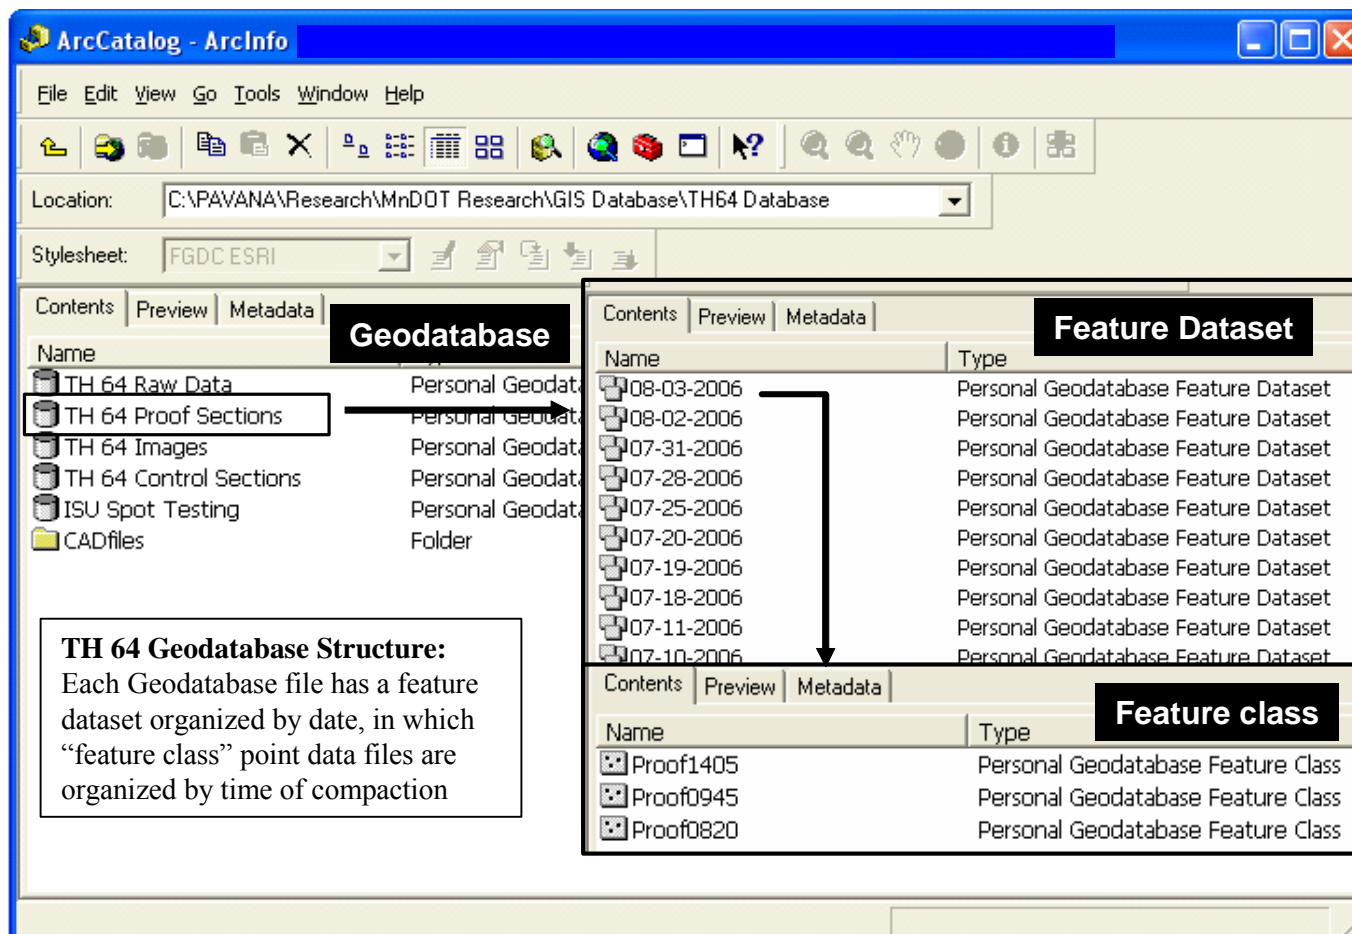 ArcCatalog - ArcInfo
File Edit View Go Tools Window Help
Location: C:\PAVANA\Research\MnDOT Research\GIS Database\TH64 Database
Stylesheet: FGDC ESRI
Contents Preview Metadata
Geodatabase
Name
TH 64 Raw Data Personal Geodata
TH 64 Proof Sections Personal Geodata
TH 64 Images Personal Geodata
TH 64 Control Sections Personal Geodata
ISU Spot Testing Personal Geodata
CADfiles Folder
TH 64 Geodatabase Structure:
Each Geodatabase file has a feature
dataset organized by date, in which
“feature class” point data files are
organized by time of compaction
Contents Preview Metadata
Feature Dataset
Name Type
08-03-2006 Personal Geodatabase Feature Dataset
08-02-2006 Personal Geodatabase Feature Dataset
07-31-2006 Personal Geodatabase Feature Dataset
07-28-2006 Personal Geodatabase Feature Dataset
07-25-2006 Personal Geodatabase Feature Dataset
07-20-2006 Personal Geodatabase Feature Dataset
07-19-2006 Personal Geodatabase Feature Dataset
07-18-2006 Personal Geodatabase Feature Dataset
07-11-2006 Personal Geodatabase Feature Dataset
07-10-2006 Personal Geodatabase Feature Dataset
Contents Preview Metadata
Feature class
Name Type
Proof1405 Personal Geodatabase Feature Class
Proof0945 Personal Geodatabase Feature Class
Proof0820 Personal Geodatabase Feature Class